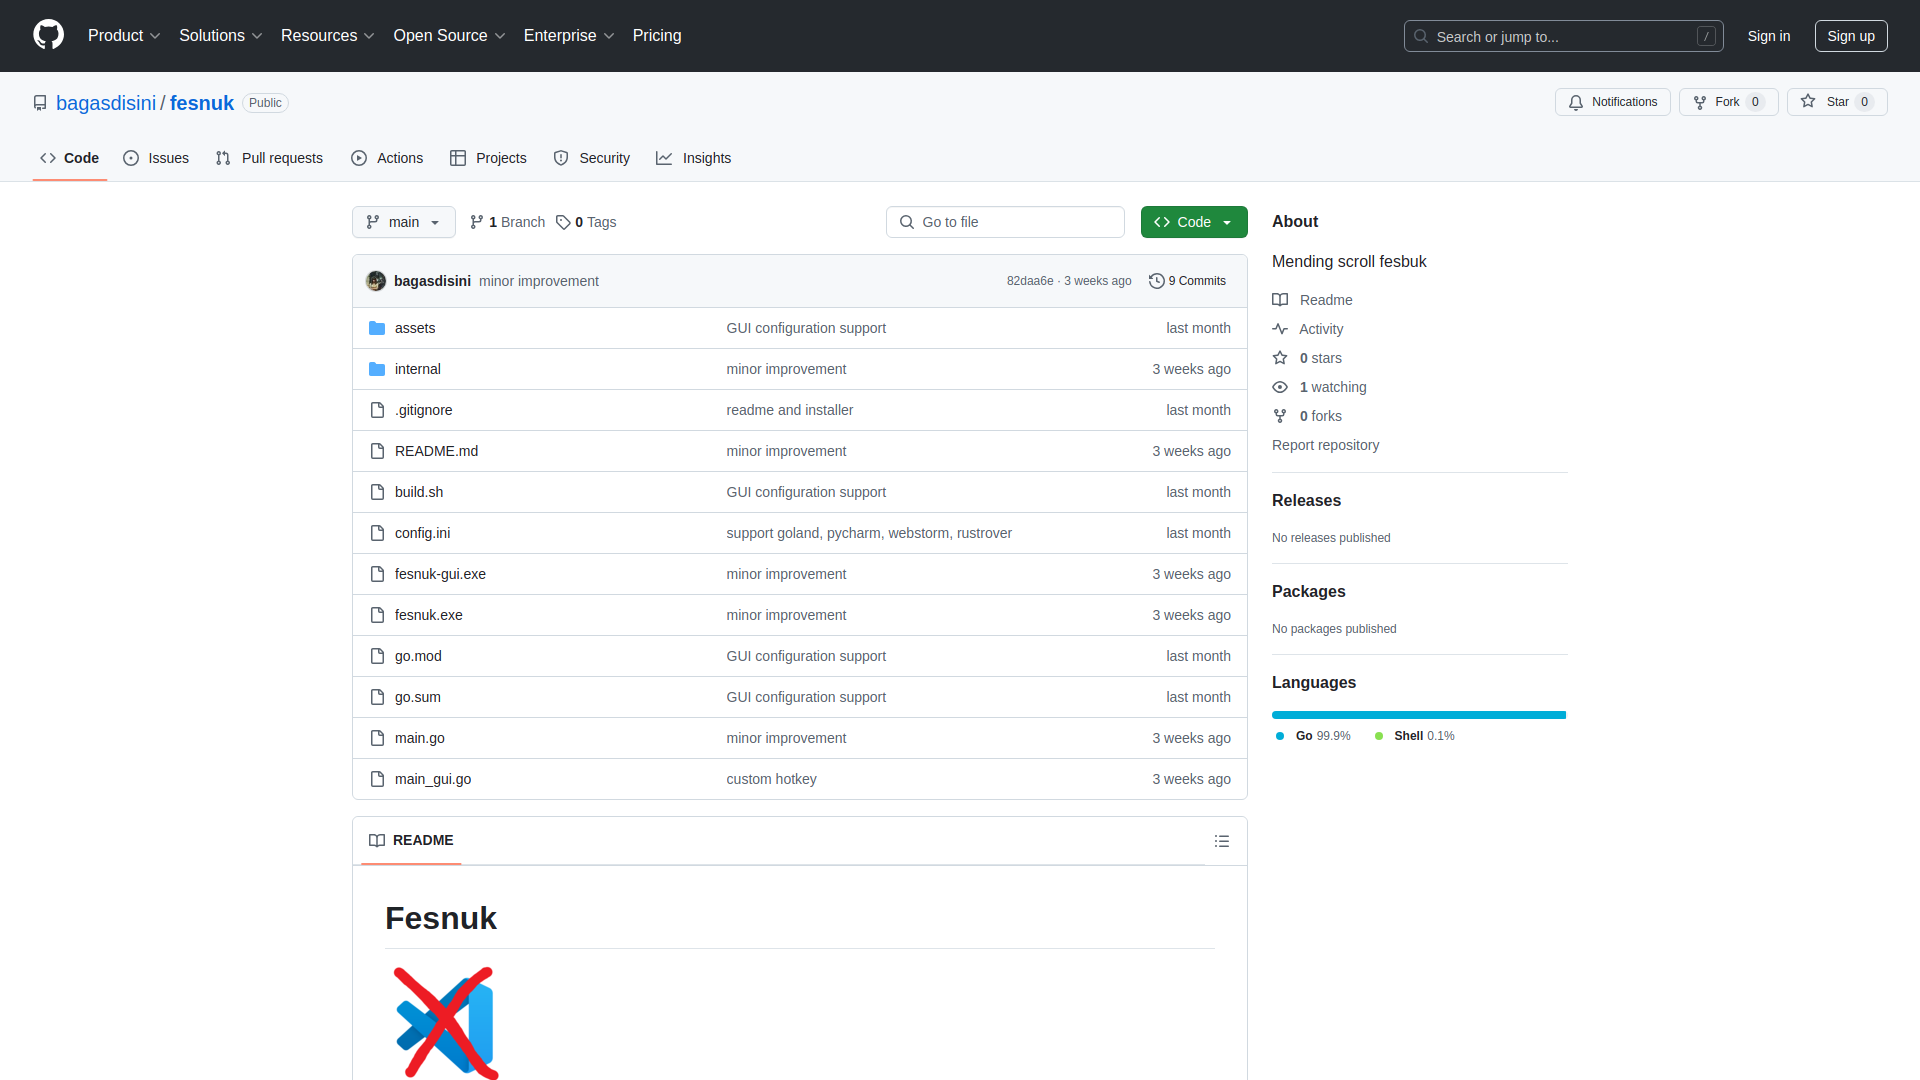 Product Solutions Resources Open Source Enterprise Pricing Search or jump to... / Sign in Sign up
bagasdisini / fesnuk Public Notifications Fork 0 Star 0
Code Issues Pull requests Actions Projects Security Insights
main 1 Branch 0 Tags Go to file Code
bagasdisini minor improvement 82daa6e · 3 weeks ago 9 Commits
assets GUI configuration support last month
internal minor improvement 3 weeks ago
.gitignore readme and installer last month
README.md minor improvement 3 weeks ago
build.sh GUI configuration support last month
config.ini support goland, pycharm, webstorm, rustrover last month
fesnuk-gui.exe minor improvement 3 weeks ago
fesnuk.exe minor improvement 3 weeks ago
go.mod GUI configuration support last month
go.sum GUI configuration support last month
main.go minor improvement 3 weeks ago
main_gui.go custom hotkey 3 weeks ago
README
Fesnuk
About
Mending scroll fesbuk
Readme
Activity
0 stars
1 watching
0 forks
Report repository
Releases
No releases published
Packages
No packages published
Languages
Go 99.9% Shell 0.1%